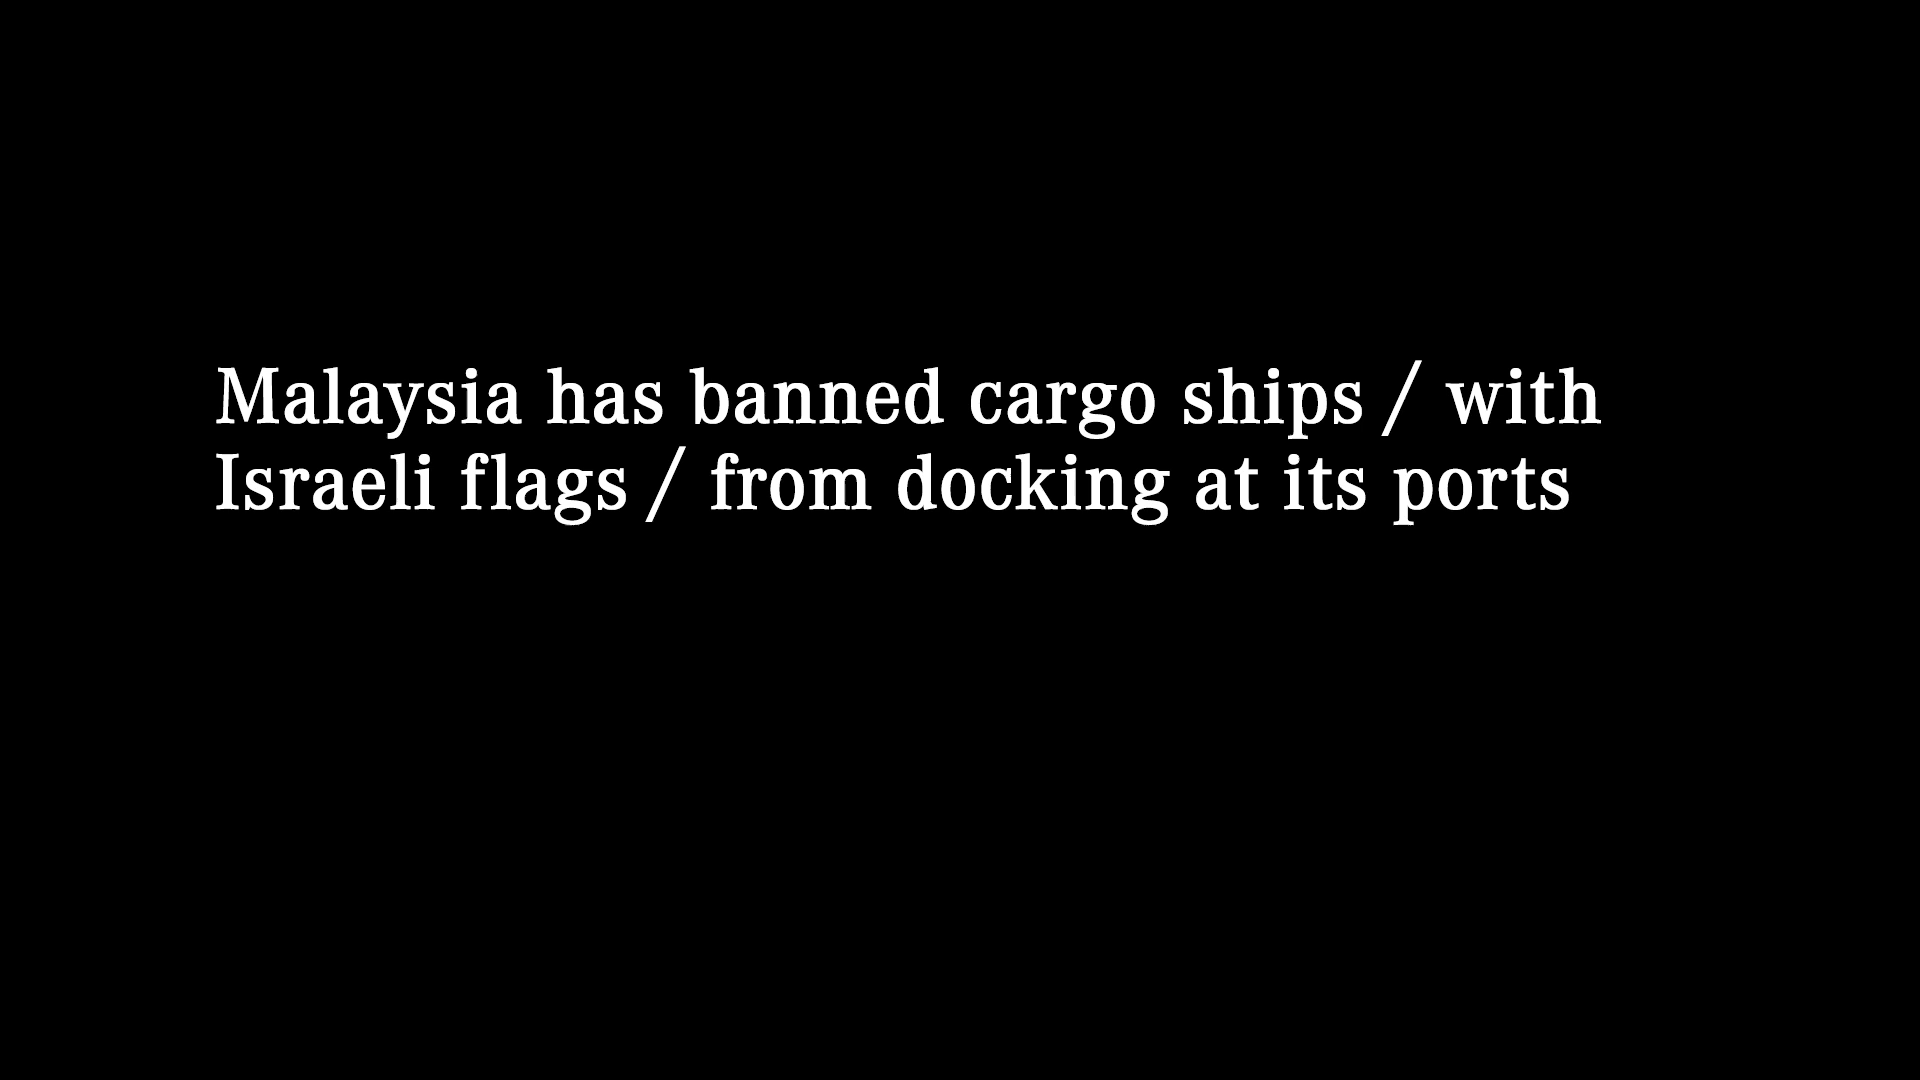 Malaysia has banned cargo ships / with
Israeli flags / from docking at its ports